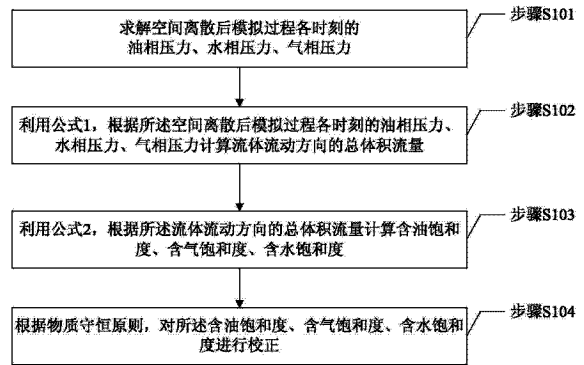 求解空间离散后模拟过程各时刻的
油相压力、水相压力、气相压力
步骤S101
利用公式1，根据所述空间离散后模拟过程各时刻的油相压力、
水相压力、气相压力计算流体流动方向的总体积流量
步骤S102
利用公式2，根据所述流体流动方向的总体积流量计算含油饱和
度、含气饱和度、含水饱和度
步骤S103
根据物质守恒原则，对所述含油饱和度、含气饱和度、含水饱和
度进行校正
步骤S104